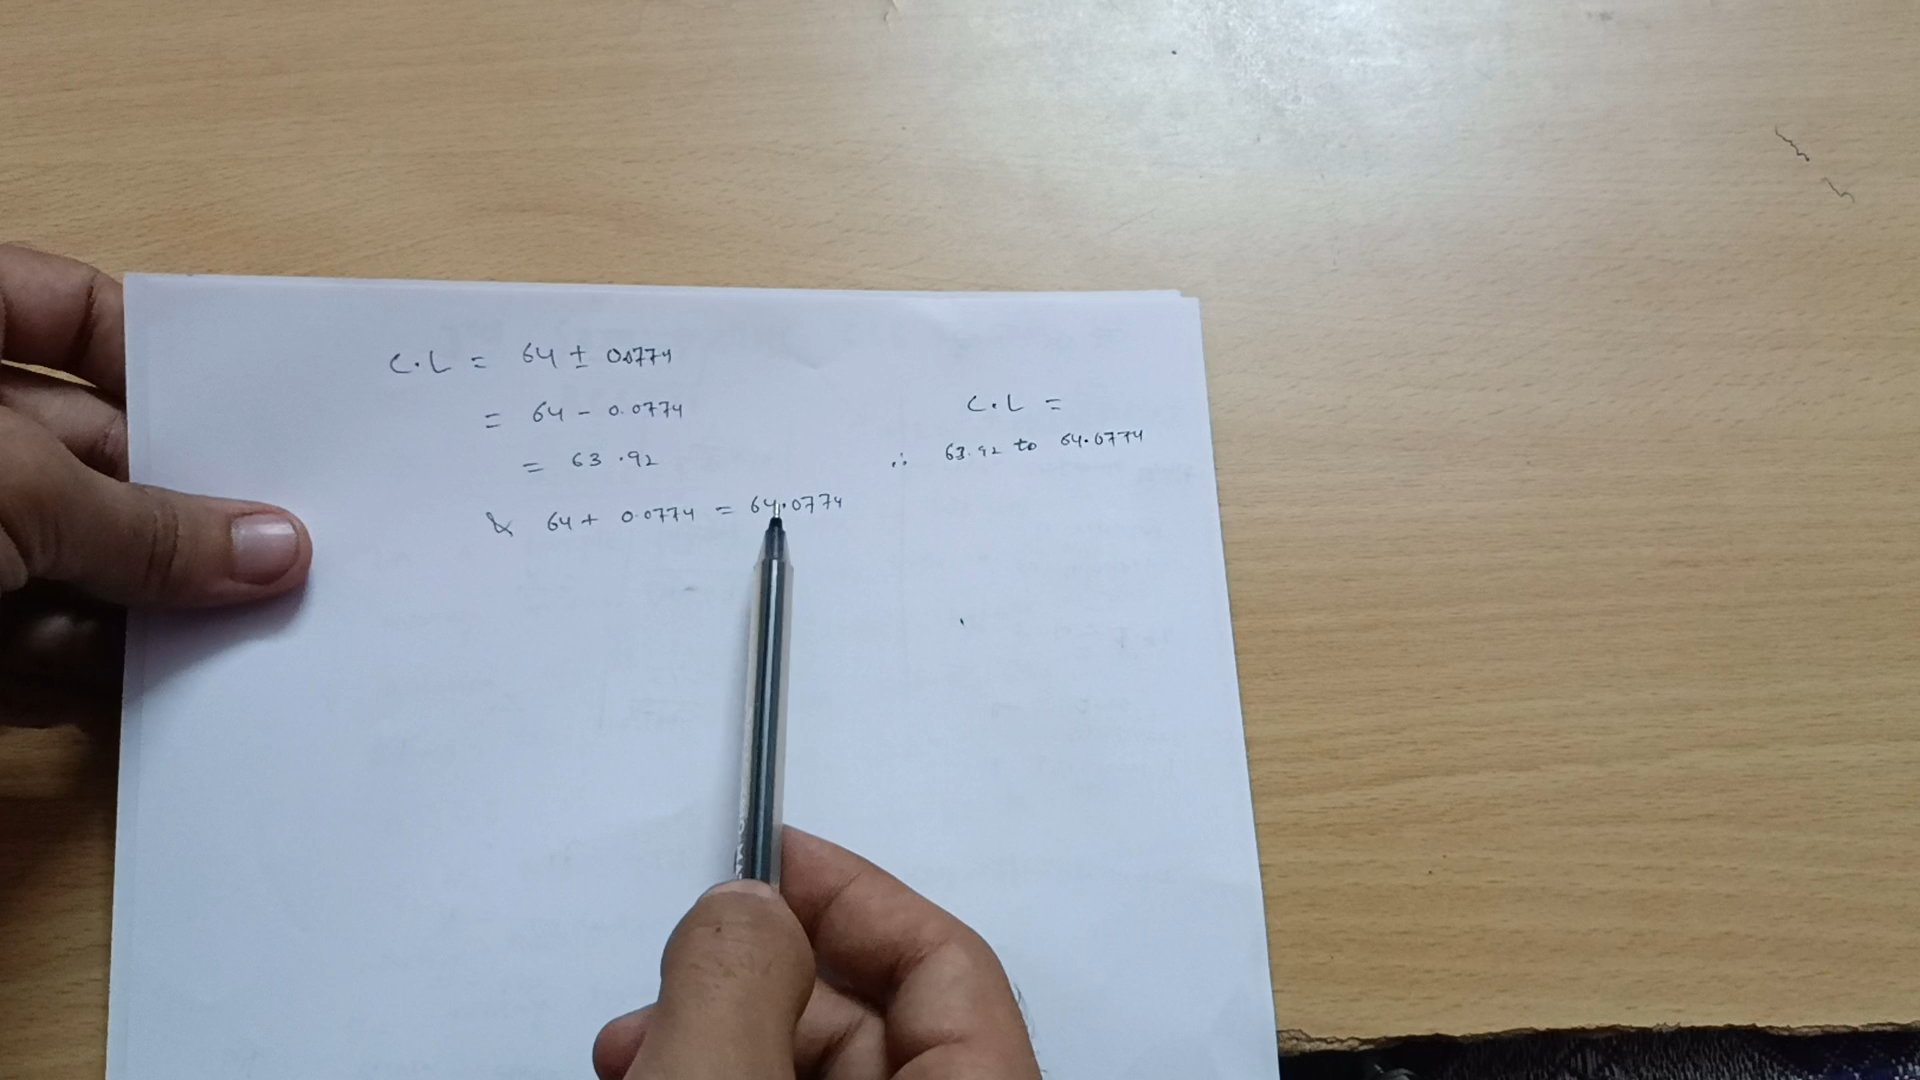 C.L = 64 ± 0.0774
= 64 - 0.0774
= 63.92
& 64 + 0.0774 = 64.0774
C.L =
∴ 63.92 to 64.0774